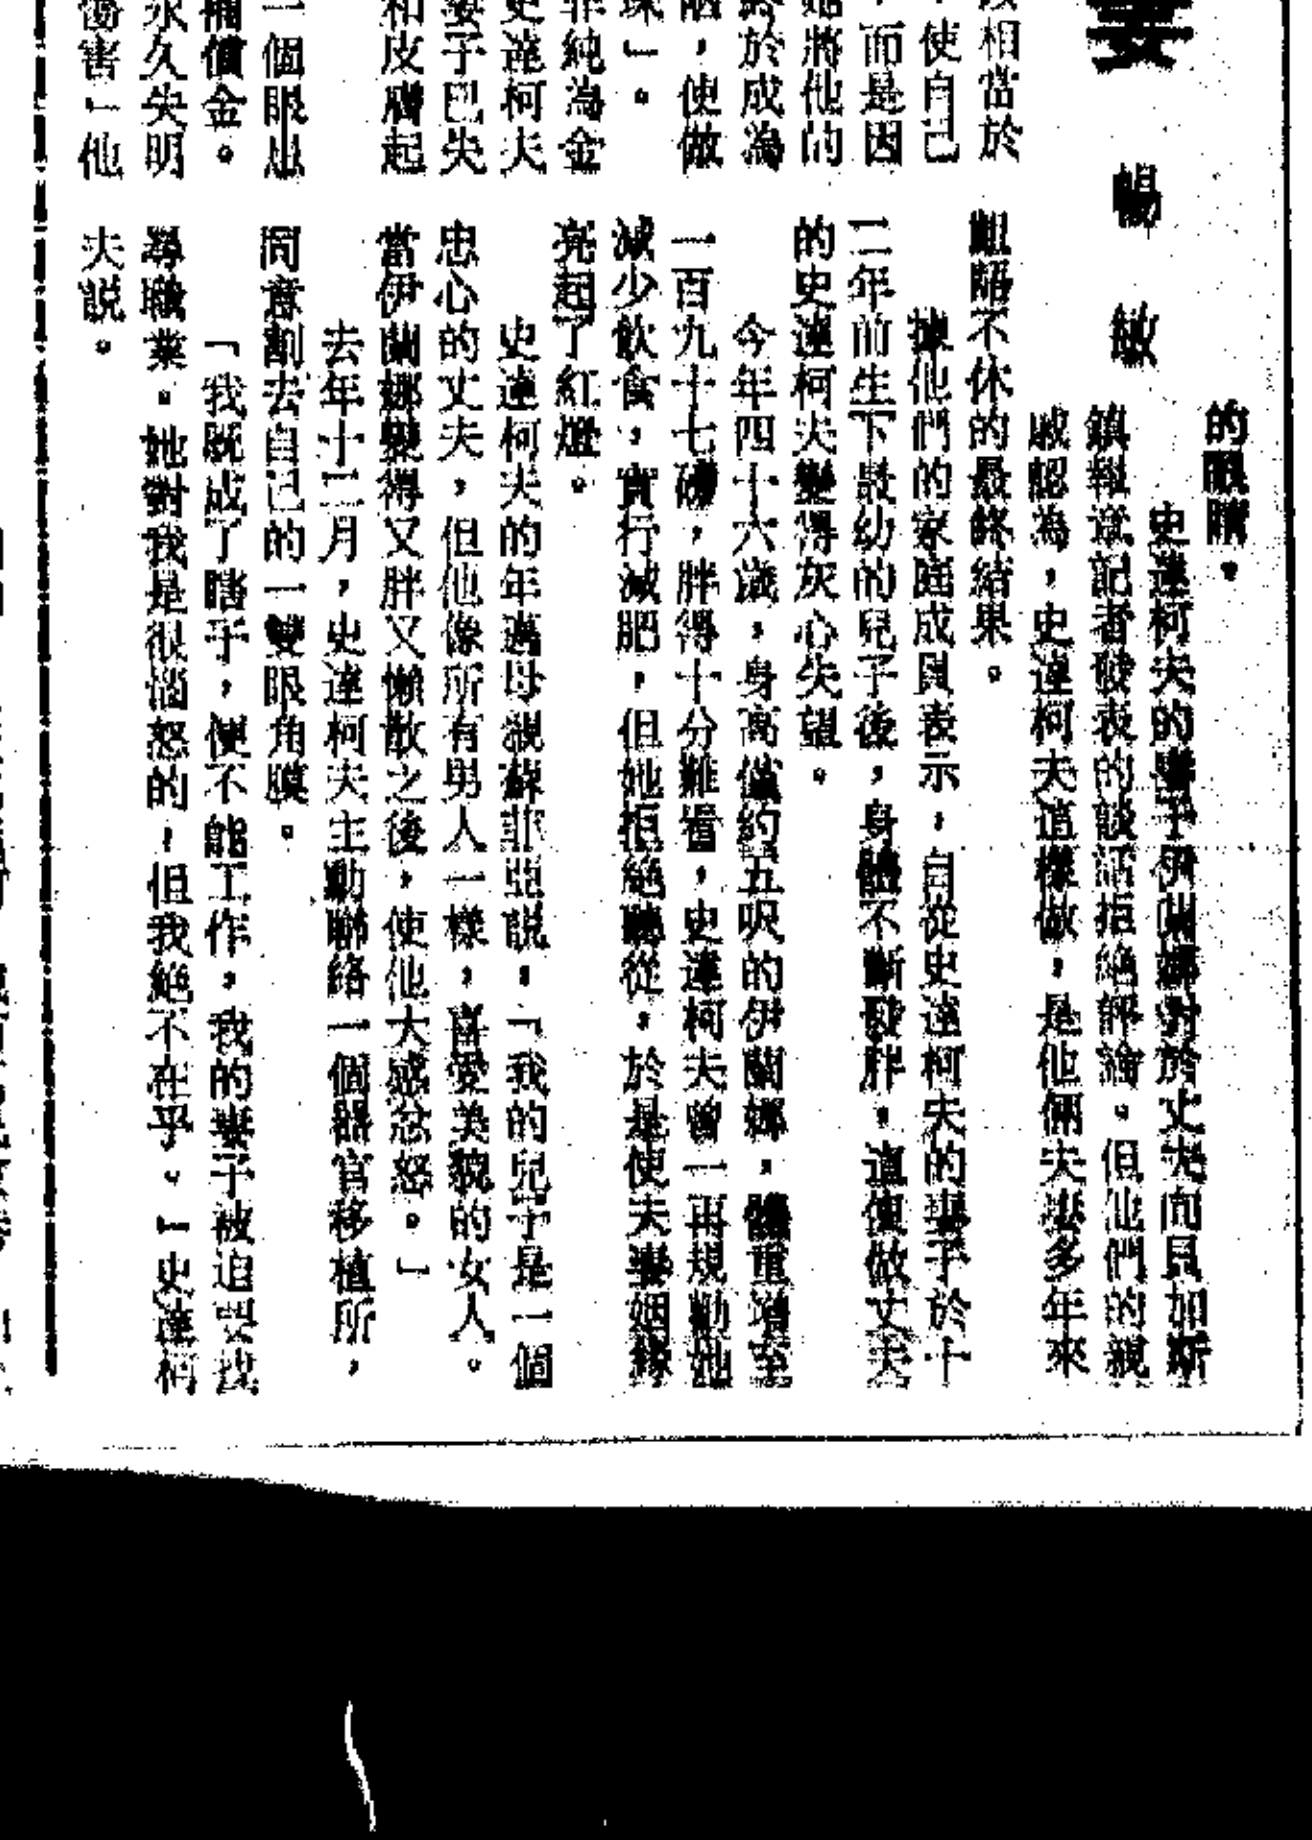 妻
暢敏
該相當於
，使自己
，而是因
她將他的
終於成為
，使做
珠」。
非純為金
史達柯夫
妻子已失
和皮膚起
一個眼患
補償金。
永久失明
傷害」他
的眼睛。
史達柯夫的妻子伊蘭娜對於丈夫向貝加斯
鎮報章記者發表的談話拒絕評論。但他們的親
戚認為，史達柯夫這樣做，是他倆夫妻多年來
齟齬不休的最終結果。
據他們的家庭成員表示，自從史達柯夫的妻子於十
二年前生下最幼的兒子後，身體不斷發胖。這使做丈夫
的史達柯夫變得灰心失望。
今年四十六歲，身高僅約五呎的伊蘭娜，體重增至
一百九十七磅，胖得十分難看，史達柯夫曾一再規勸她
減少飲食，實行減肥，但她拒絕聽從，於是使夫妻姻緣
亮起了紅燈。
史達柯夫的年邁母親蘇菲亞說，「我的兒子是一個
忠心的丈夫，但他像所有男人一樣，喜愛美貌的女人。
當伊蘭娜變得又胖又懶散之後，使他大感忿怒。」
去年十二月，史達柯夫主動聯絡一個器官移植所，
同意割去自己的一雙眼角膜。
「我既成了瞎子，便不能工作，我的妻子被迫要找
尋職業。她對我是很惱怒的，但我絕不在乎。」史達柯
夫說。